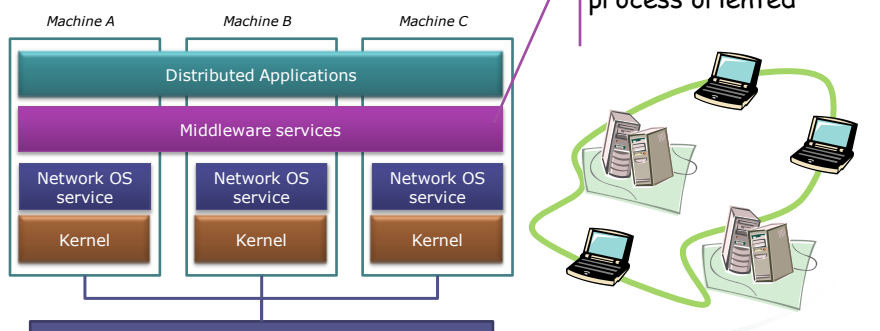 process oriented
Machine A
Machine B
Machine C
Distributed Applications
Middleware services
Network OS
service
Network OS
service
Network OS
service
Kernel
Kernel
Kernel